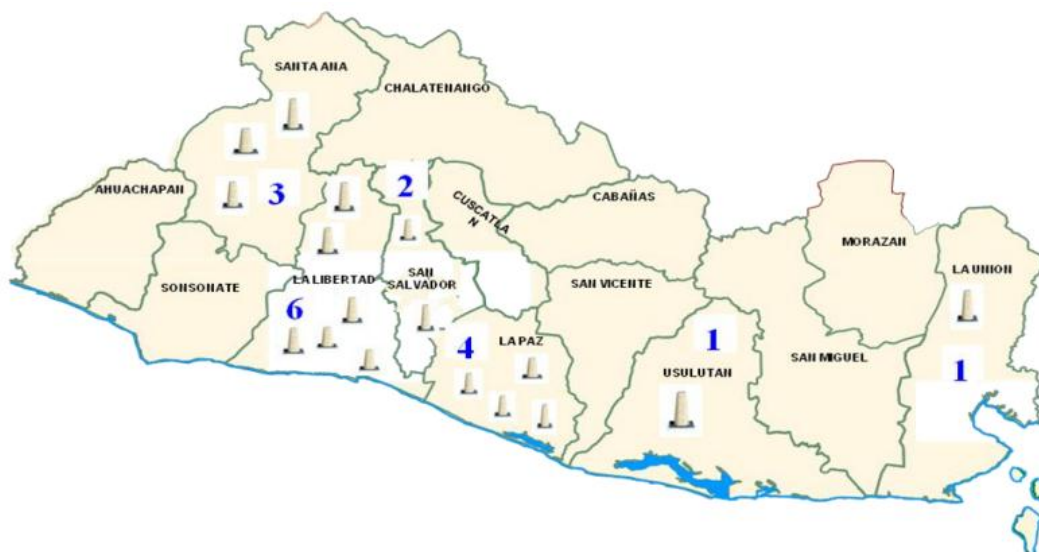 SANTA ANA
CHALATENANGO
AHUACHAPAN
3
2
CUSCATLA
N
CABAÑAS
MORAZAN
LA UNION
SONSONATE
LA LIBERTAD
SAN
SALVADOR
SAN VICENTE
6
4
LA PAZ
1
USULUTAN
SAN MIGUEL
1